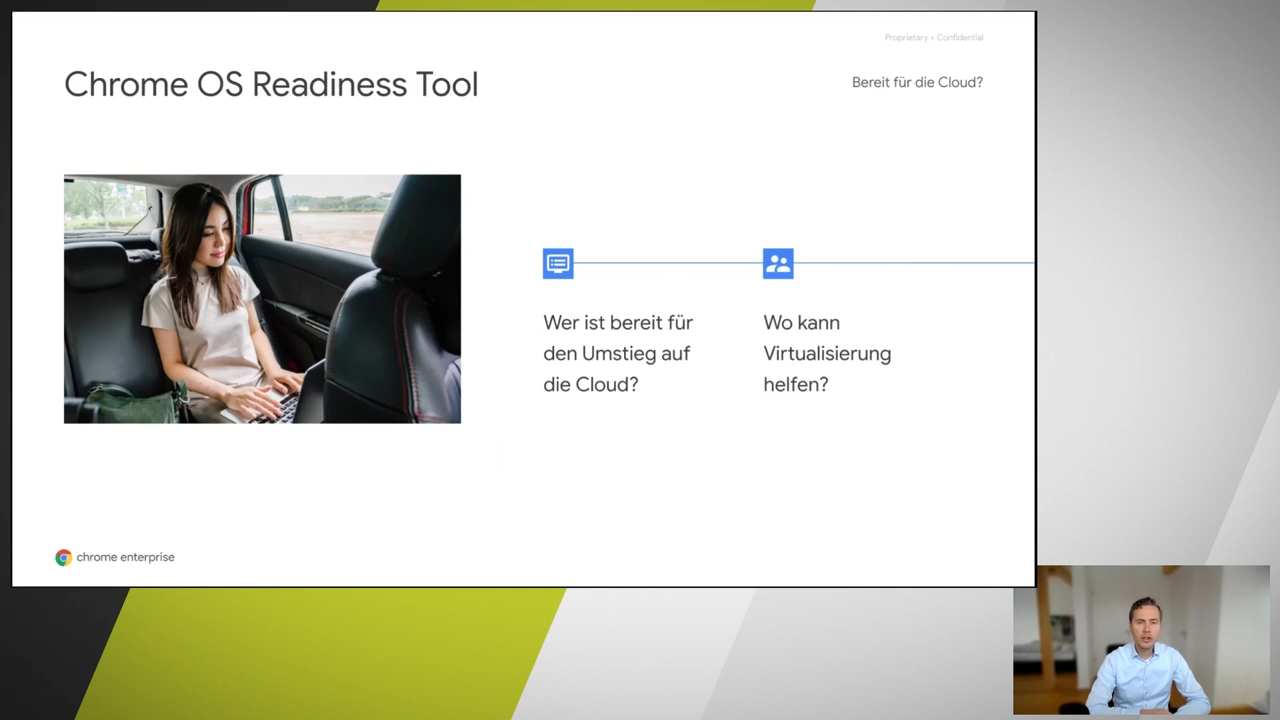 Proprietary + Confidential
Chrome OS Readiness Tool
Bereit für die Cloud?
Wer ist bereit für
den Umstieg auf
die Cloud?
Wo kann
Virtualisierung
helfen?
chrome enterprise